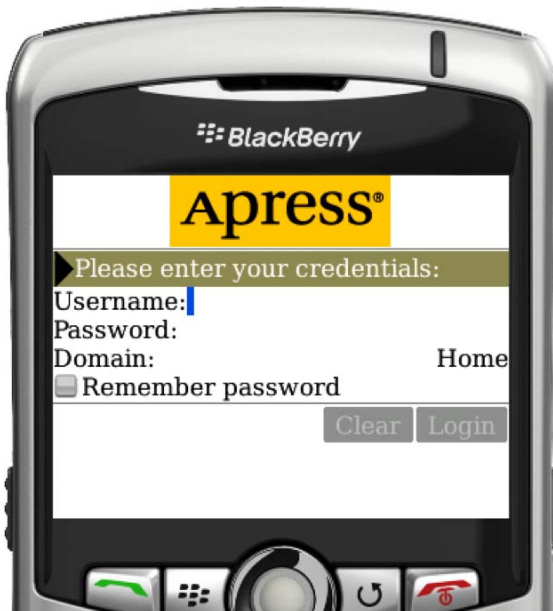 BlackBerry
Apress®
Please enter your credentials:
Username:
Password:
Domain: Home
Remember password
Clear Login